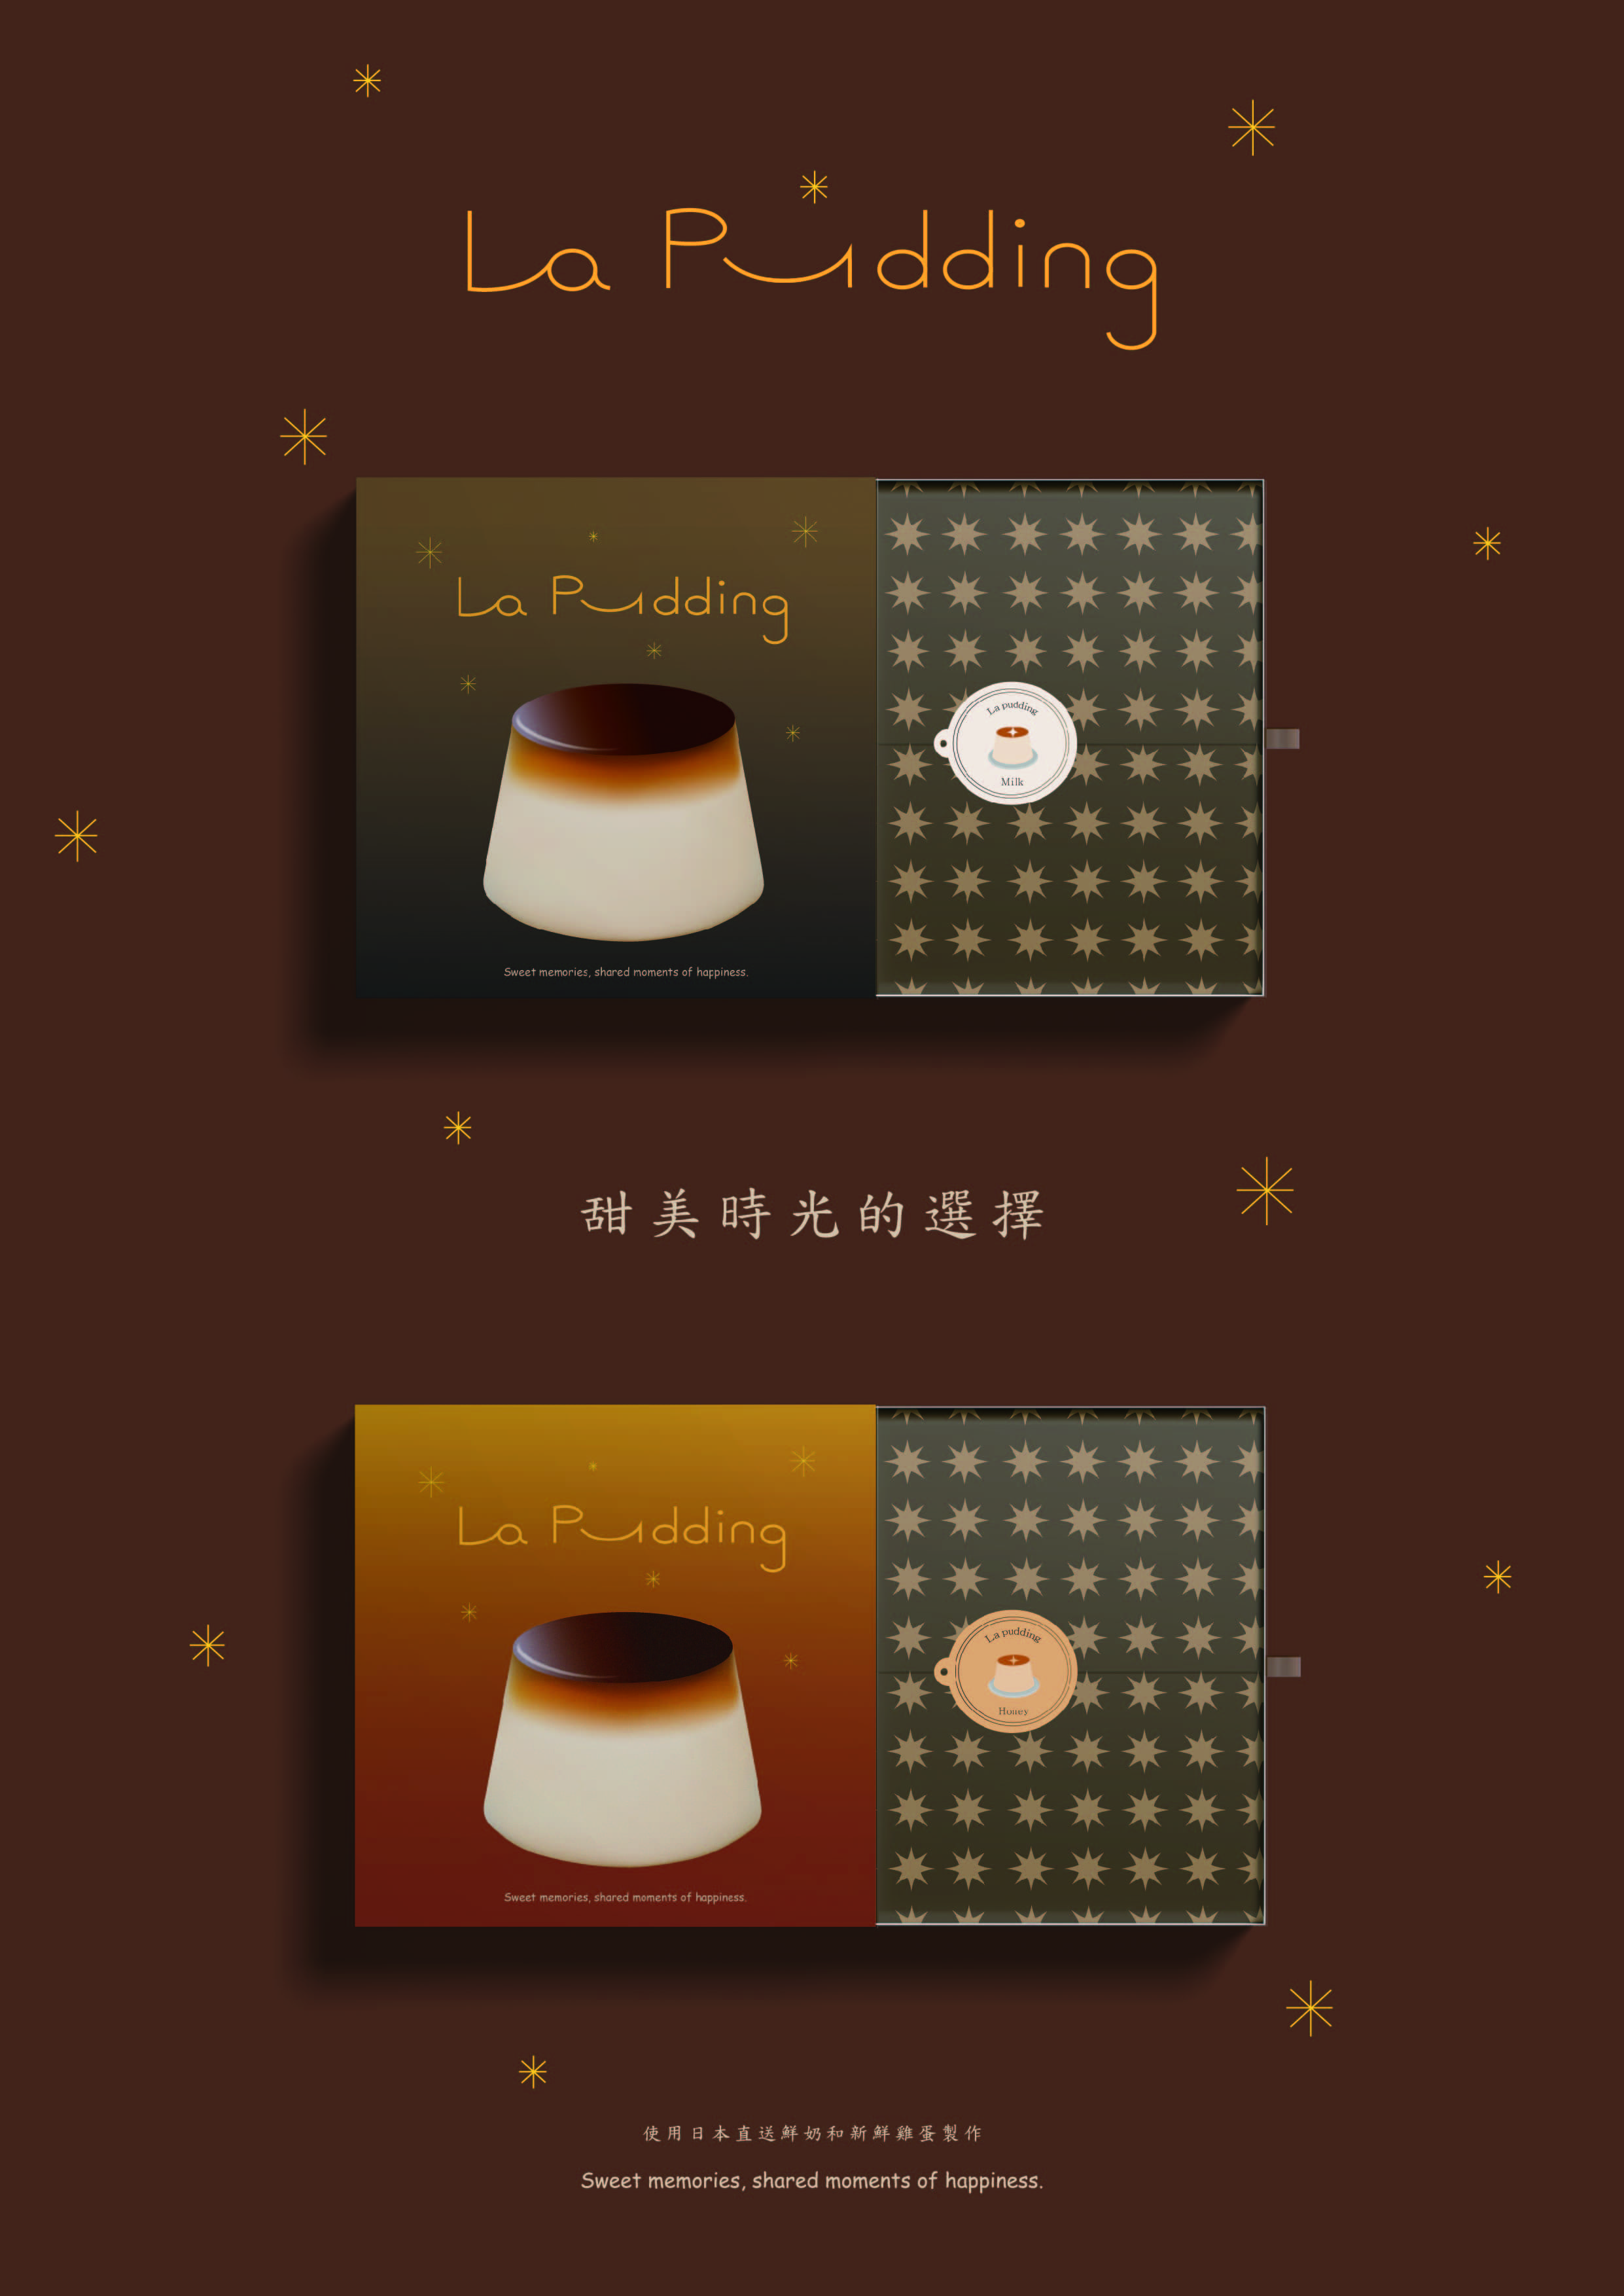 La Pudding
La Pudding
Sweet memories, shared moments of happiness.
La pudding
Milk
甜美時光的選擇
La Pudding
Sweet memories, shared moments of happiness.
La pudding
Honey
使用日本直送鮮奶和新鮮雞蛋製作
Sweet memories, shared moments of happiness.